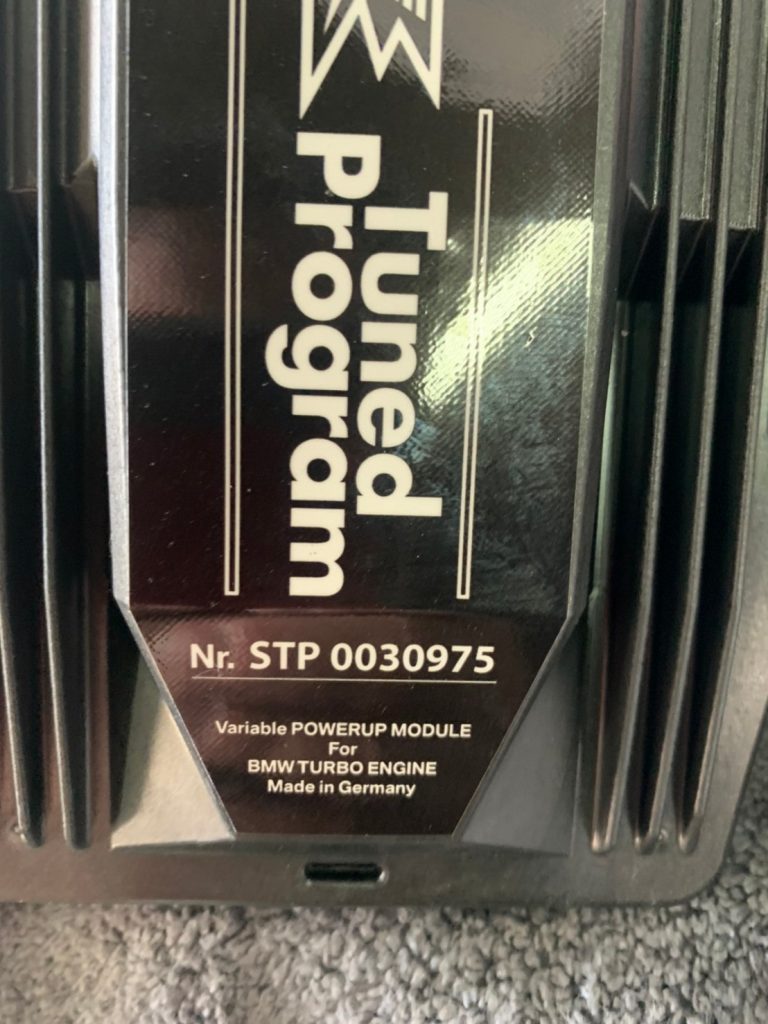 Tuned
Program
Nr. STP 0030975
Variable POWERUP MODULE
For
BMW TURBO ENGINE
Made in Germany